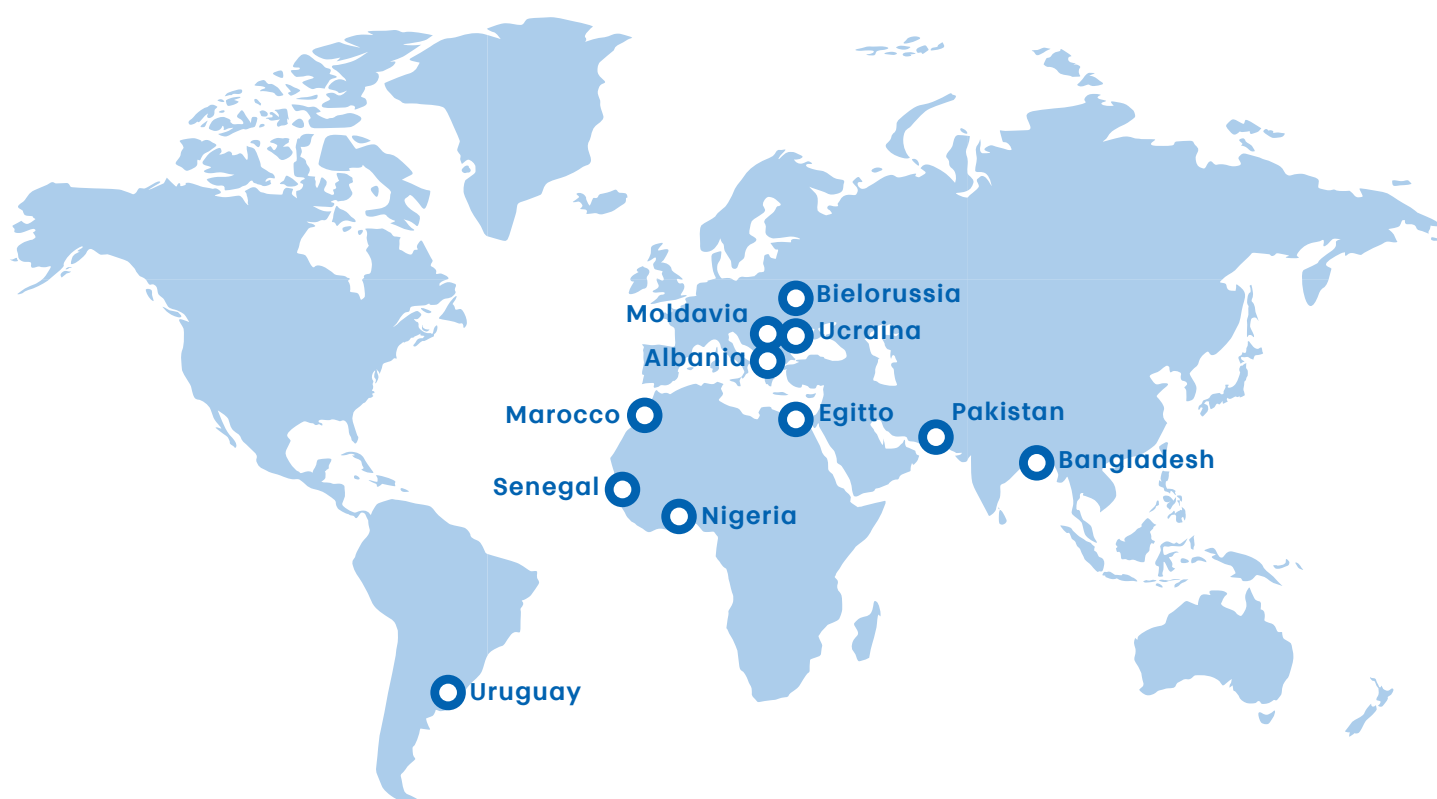 Bielorussia
Moldavia
Ucraina
Albania
Marocco
Egitto
Pakistan
Bangladesh
Senegal
Nigeria
Uruguay